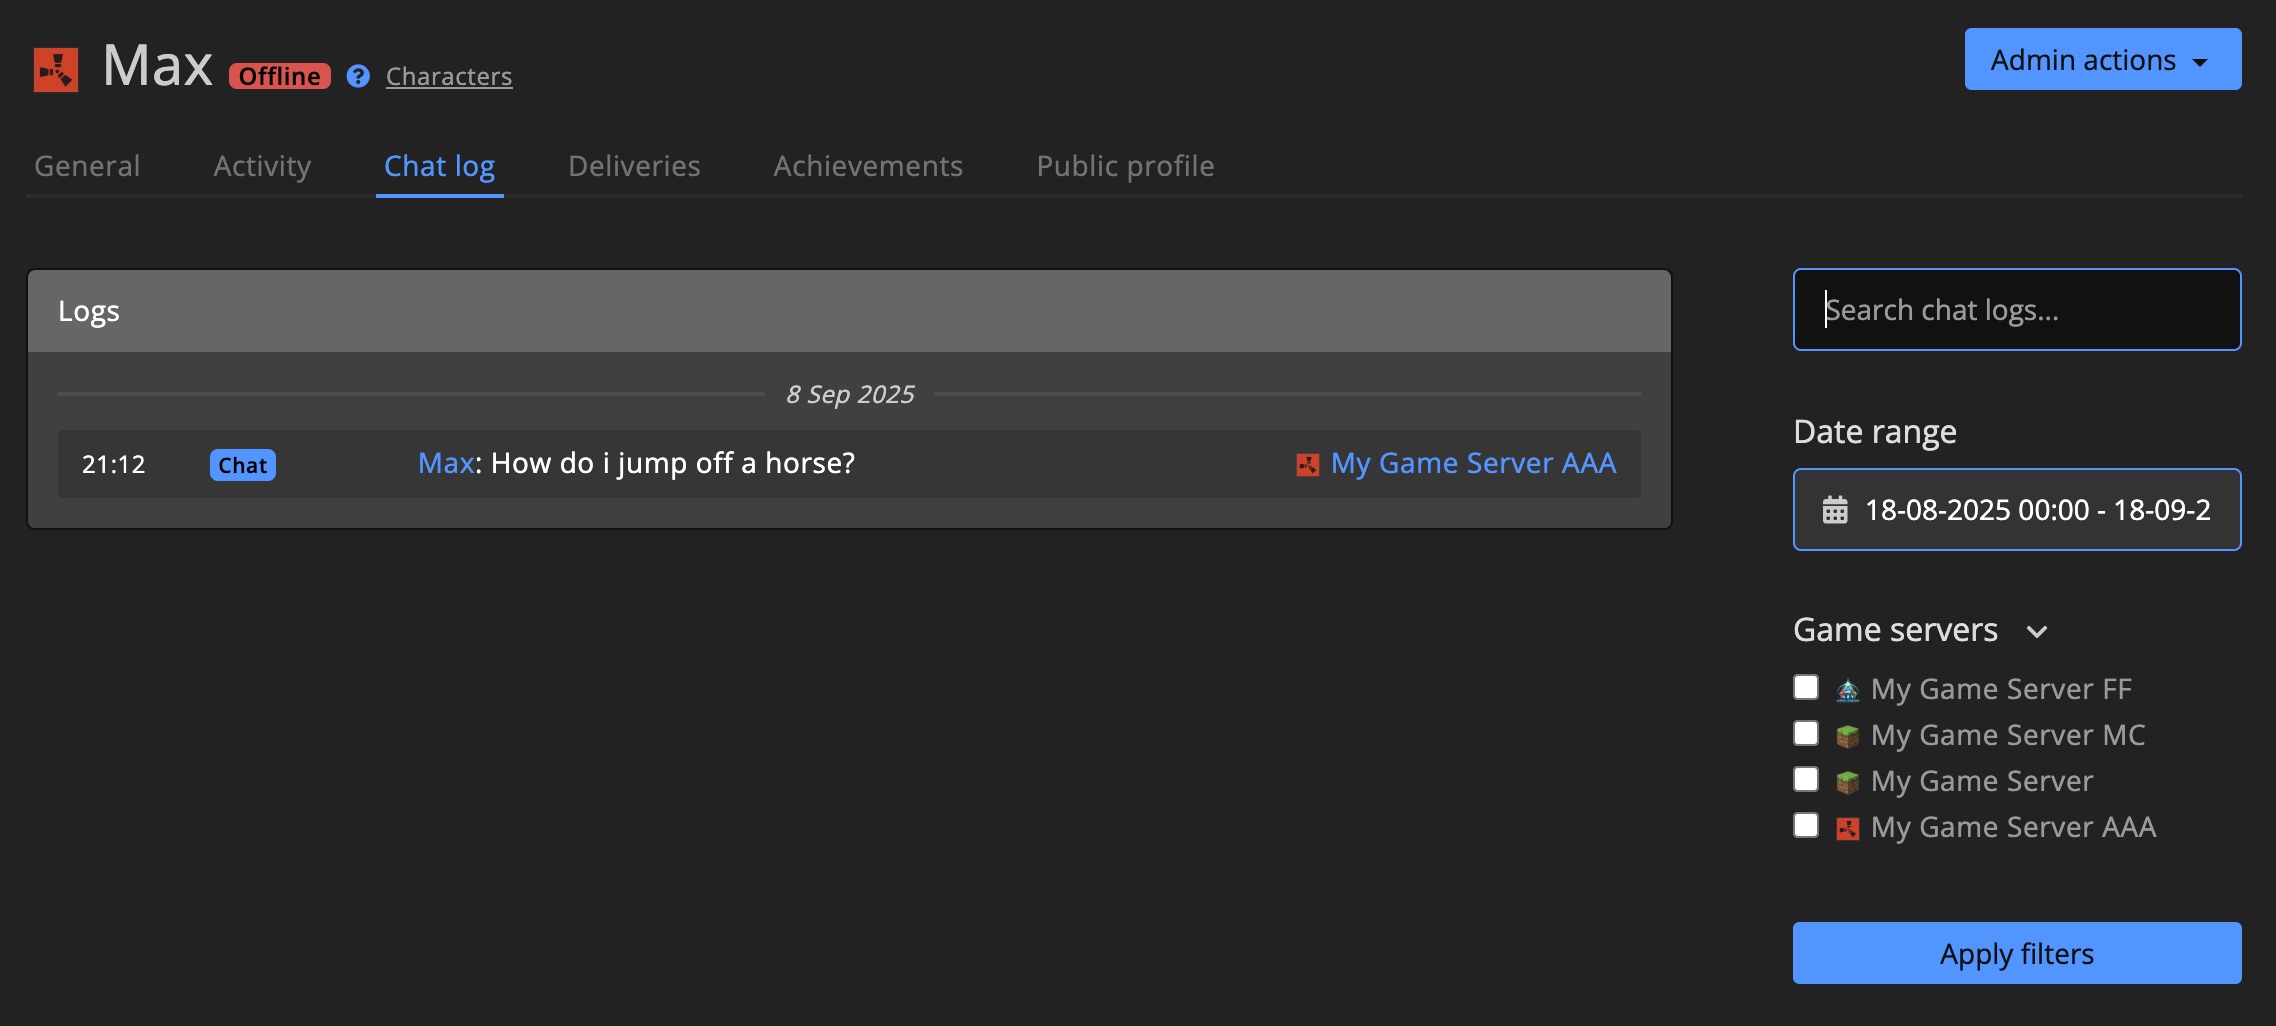 Max Offline ? Characters
Admin actions
General Activity Chat log Deliveries Achievements Public profile
Logs
8 Sep 2025
21:12 Chat Max: How do i jump off a horse? My Game Server AAA
Search chat logs...
Date range
18-08-2025 00:00 - 18-09-2
Game servers
My Game Server FF
My Game Server MC
My Game Server
My Game Server AAA
Apply filters